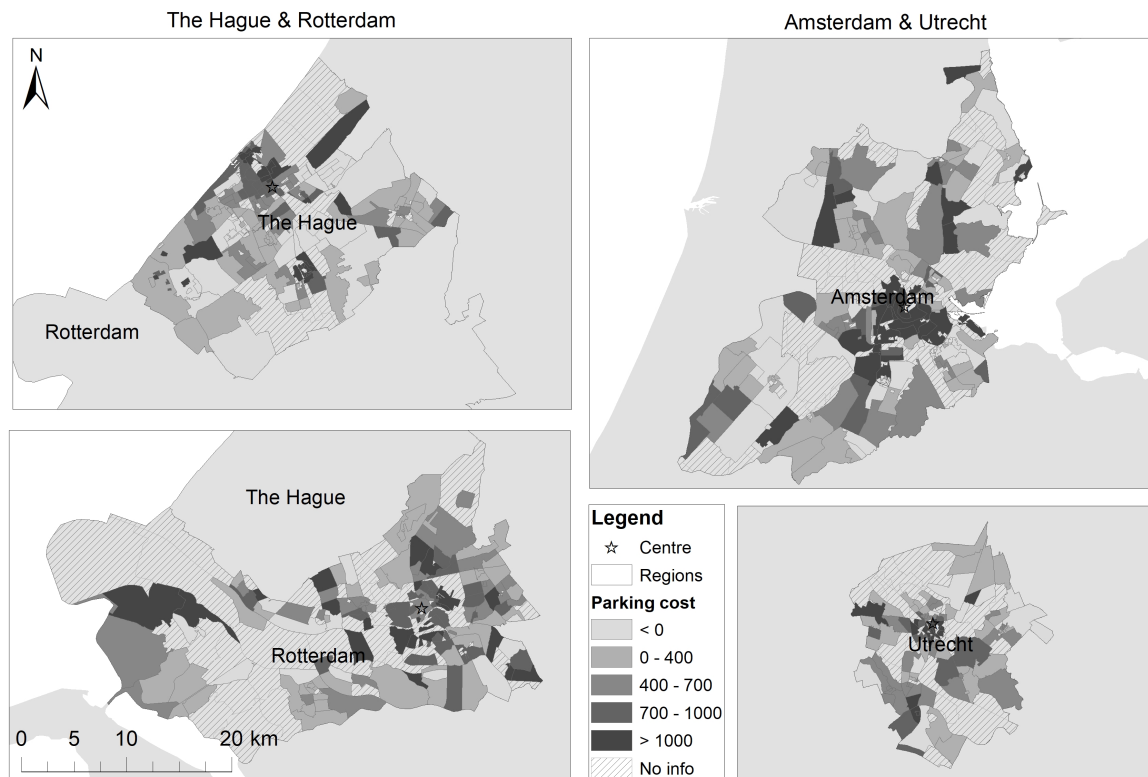 The Hague & Rotterdam
Amsterdam & Utrecht
N
The Hague
Rotterdam
Amsterdam
The Hague
Rotterdam
0 5 10 20 km
Legend
Centre
Regions
Parking cost
< 0
0 - 400
400 - 700
700 - 1000
> 1000
No info
Utrecht